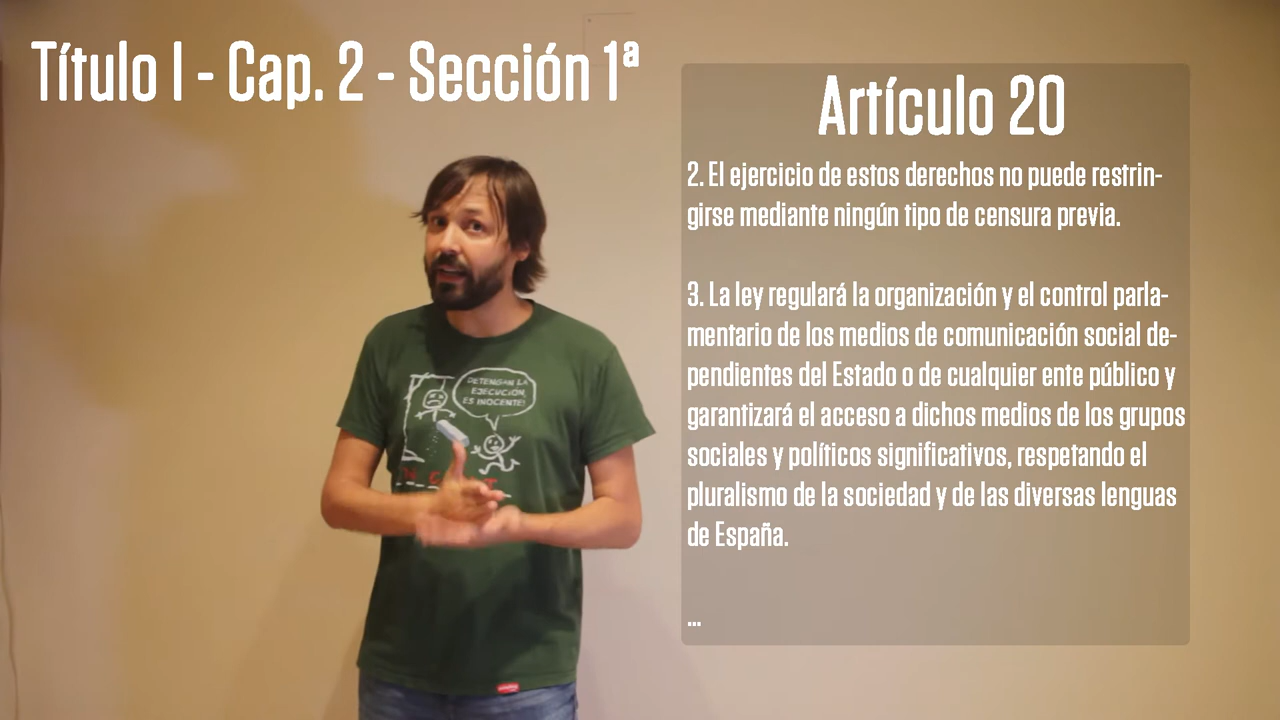 Título I - Cap. 2 - Sección 1ª
Artículo 20
2. El ejercicio de estos derechos no puede restrin-
girse mediante ningún tipo de censura previa.
3. La ley regulará la organización y el control parla-
mentario de los medios de comunicación social de-
pendientes del Estado o de cualquier ente público y
garantizará el acceso a dichos medios de los grupos
sociales y políticos significativos, respetando el
pluralismo de la sociedad y de las diversas lenguas
de España.
...
DETENGAN LA
EJECUCIÓN,
ES INOCENTE!